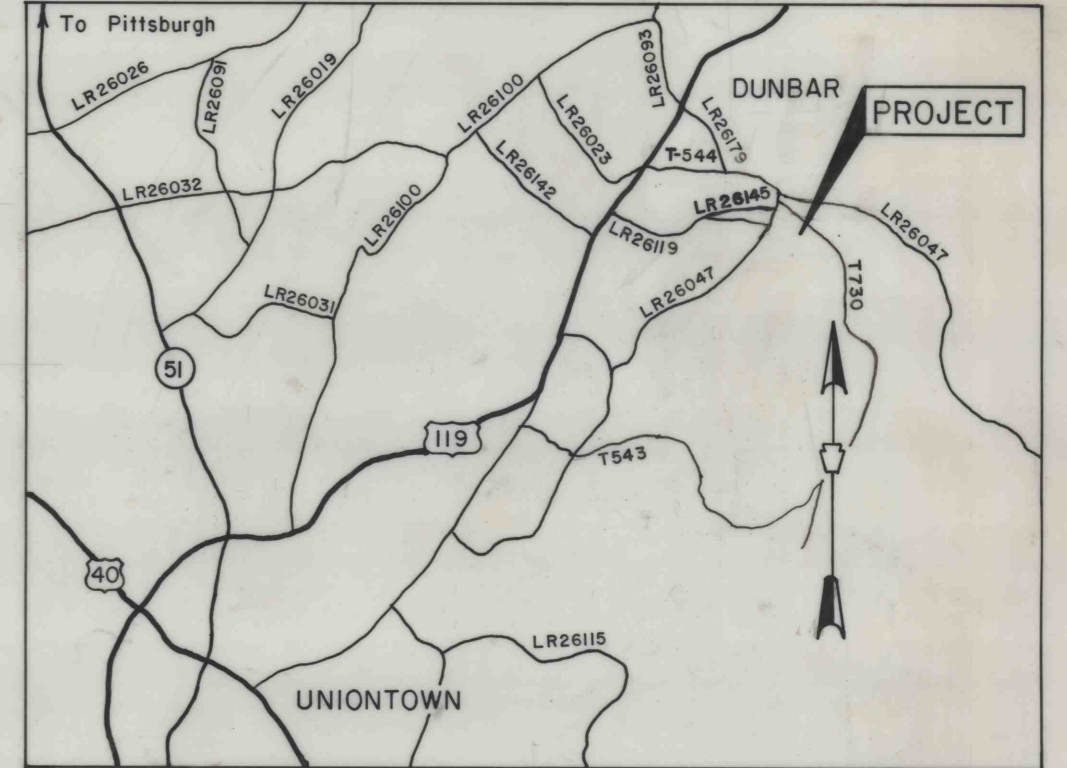 To Pittsburgh
LR26026
LR26091
LR26019
LR26100
LR26093
DUNBAR
PROJECT
LR26023
LR26179
T-544
LR26142
LR26032
LR26145
LR26100
LR26119
LR26047
LR26047
T730
LR26031
51
119
T543
40
LR26115
UNIONTOWN